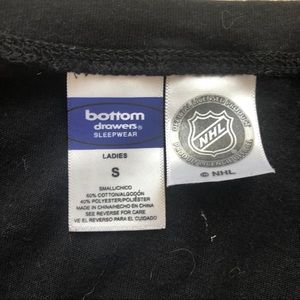 bottom
drawers®
SLEEPWEAR
LADIES
S
SMALL/CHICO
60% COTTON/ALGODÓN
40% POLYESTER/POLIÉSTER
MADE IN CHINA/HECHO EN CHINA
SEE REVERSE FOR CARE
VE EL REVERSO PARA EL CUIDADO
NHL
© NHL